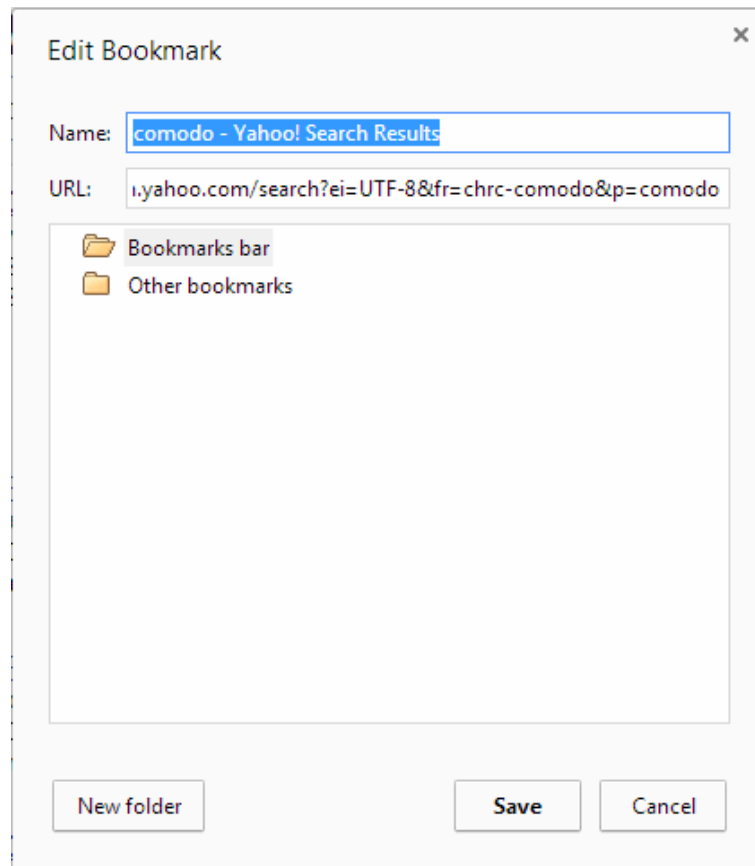 Edit Bookmark
Name: comodo - Yahoo! Search Results
URL: .yahoo.com/search?ei=UTF-8&fr=chrc-comodo&p=comodo
Bookmarks bar
Other bookmarks
New folder Save Cancel